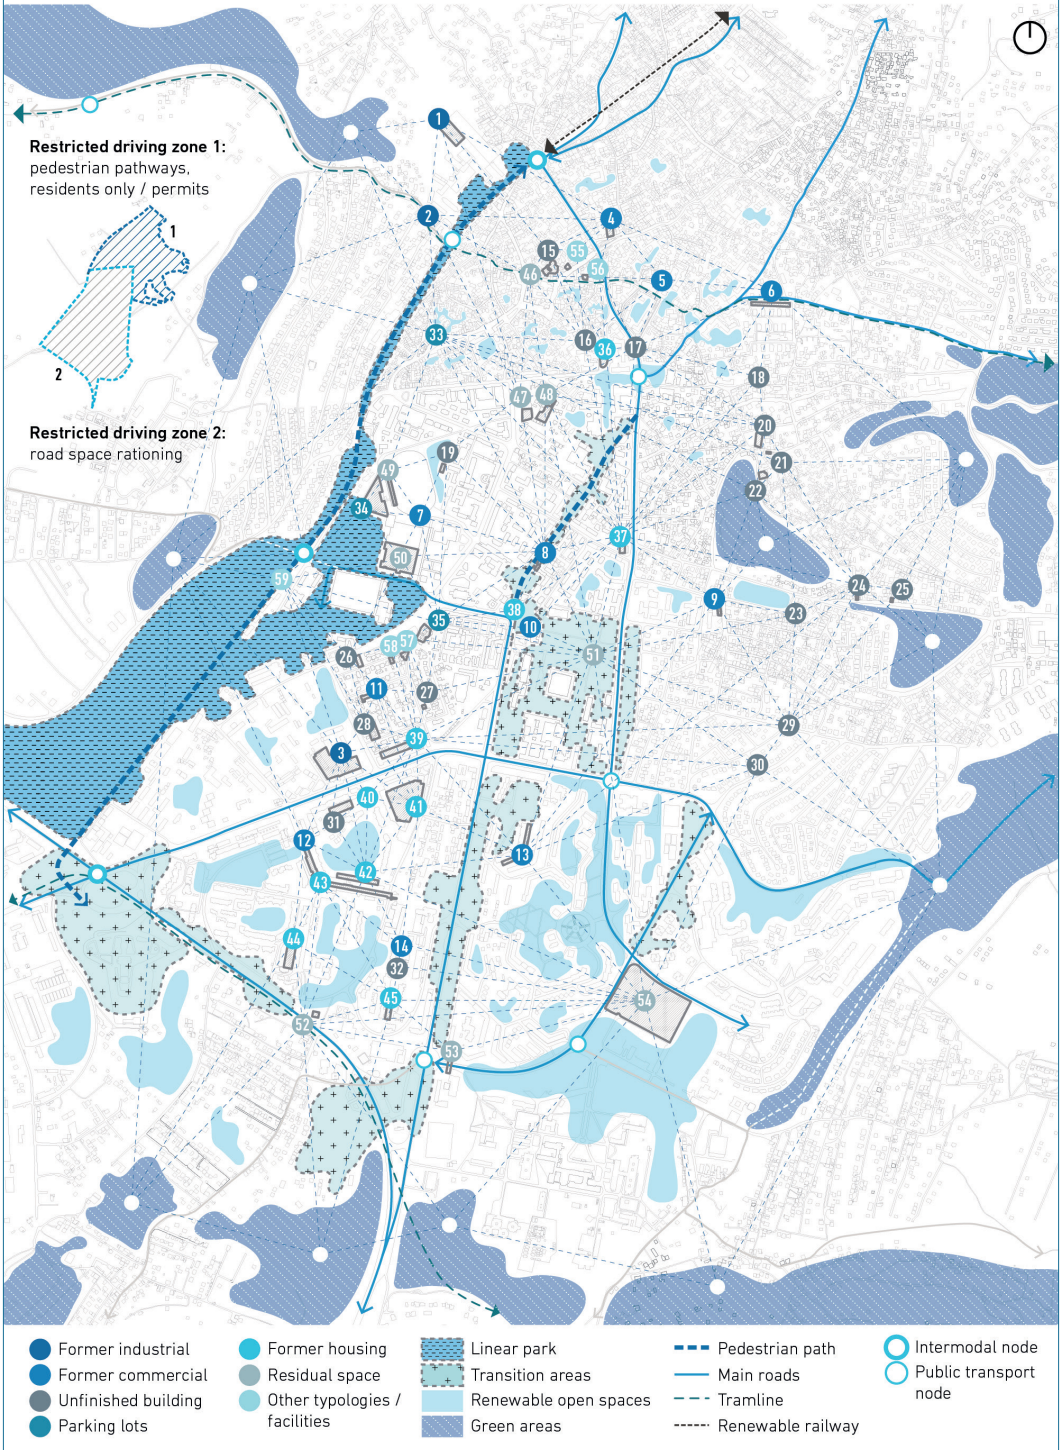 1
Restricted driving zone 1:
pedestrian pathways,
residents only / permits
2
4
1
15
55
46
56
5
6
33
16
36
17
2
18
47
48
Restricted driving zone 2:
road space rationing
20
19
21
49
22
34
7
37
8
50
59
24
25
38
9
23
35
10
58
57
26
51
11
27
28
29
39
3
30
40
41
31
12
13
42
43
44
14
32
45
54
52
53
Former industrial
Former commercial
Unfinished building
Parking lots
Former housing
Residual space
Other typologies /
facilities
Linear park
Transition areas
Renewable open spaces
Green areas
Pedestrian path
Main roads
Tramline
Renewable railway
Intermodal node
Public transport
node